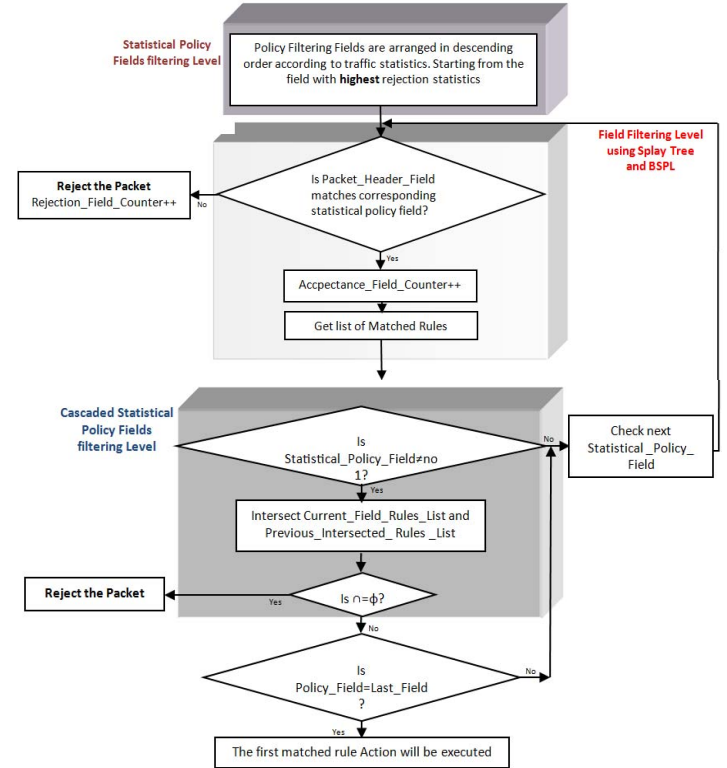 Statistical Policy
Fields filtering Level
Policy Filtering Fields are arranged in descending
order according to traffic statistics. Starting from the
field with highest rejection statistics
Field Filtering Level
using Splay Tree
and BSPL
Is Packet_Header_Field
matches corresponding
statistical policy field?
Reject the Packet
Rejection_Field_Counter++
No
Yes
Accpectance_Field_Counter++
Get list of Matched Rules
Cascaded Statistical
Policy Fields
filtering Level
Is
Statistical_Policy_Field≠no
1?
No
Check next
Statistical _Policy_
Field
Yes
Intersect Current_Field_Rules_List and
Previous_Intersected_ Rules _List
Reject the Packet
Yes
Is ∩=ϕ?
No
Is
Policy_Field=Last_Field
?
No
Yes
The first matched rule Action will be executed